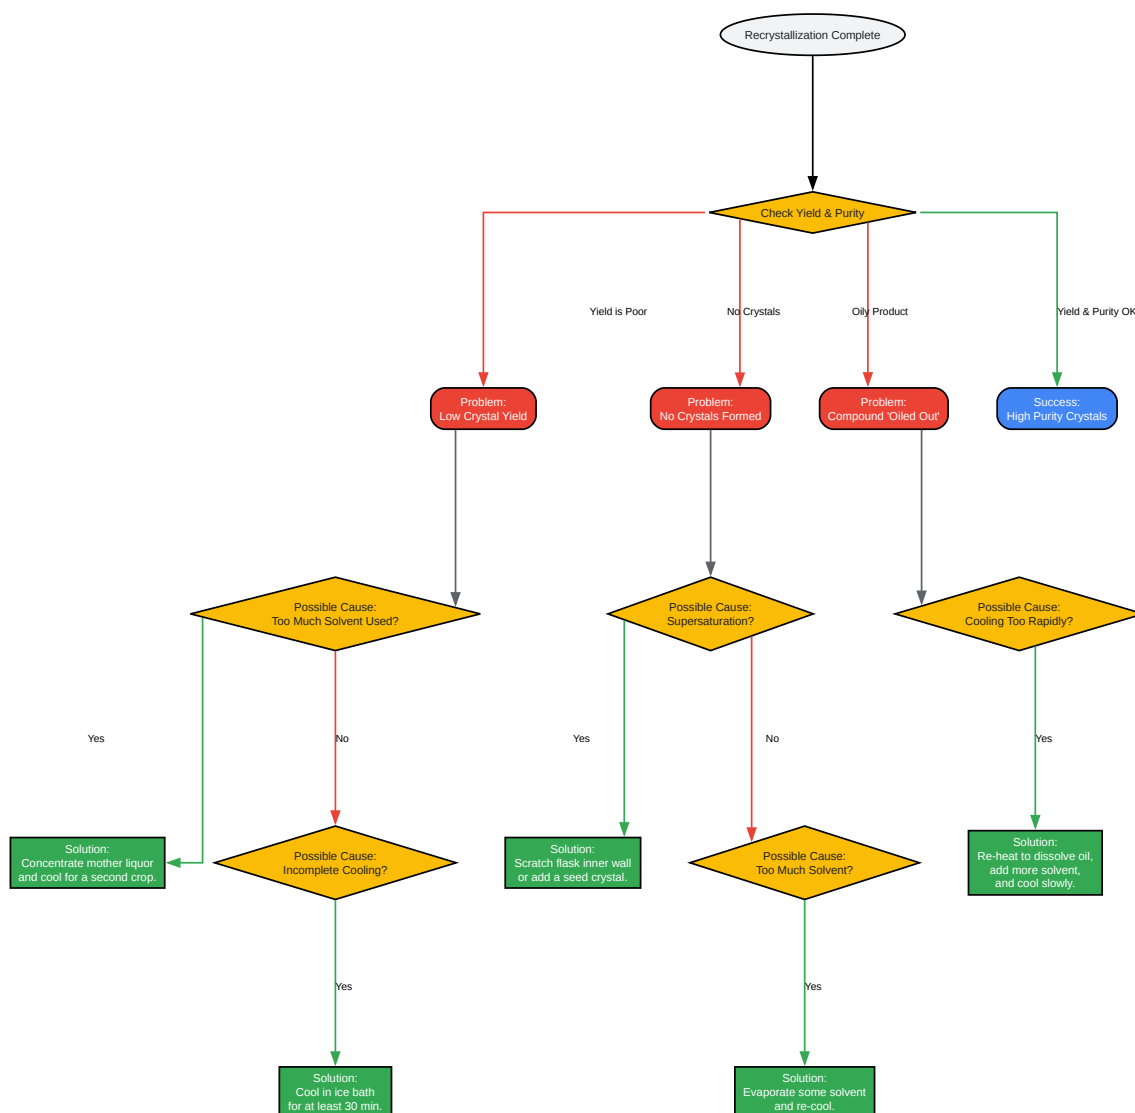 Recrystallization Complete
Check Yield & Purity
Yield is Poor
No Crystals
Oily Product
Yield & Purity OK
Problem:
Low Crystal Yield
Problem:
No Crystals Formed
Problem:
Compound 'Oiled Out'
Success:
High Purity Crystals
Possible Cause:
Too Much Solvent Used?
Possible Cause:
Supersaturation?
Possible Cause:
Cooling Too Rapidly?
Yes
No
Yes
No
Yes
Solution:
Concentrate mother liquor
and cool for a second crop.
Possible Cause:
Incomplete Cooling?
Solution:
Scratch flask inner wall
or add a seed crystal.
Possible Cause:
Too Much Solvent?
Solution:
Re-heat to dissolve oil,
add more solvent,
and cool slowly.
Yes
Yes
Solution:
Cool in ice bath
for at least 30 min.
Solution:
Evaporate some solvent
and re-cool.